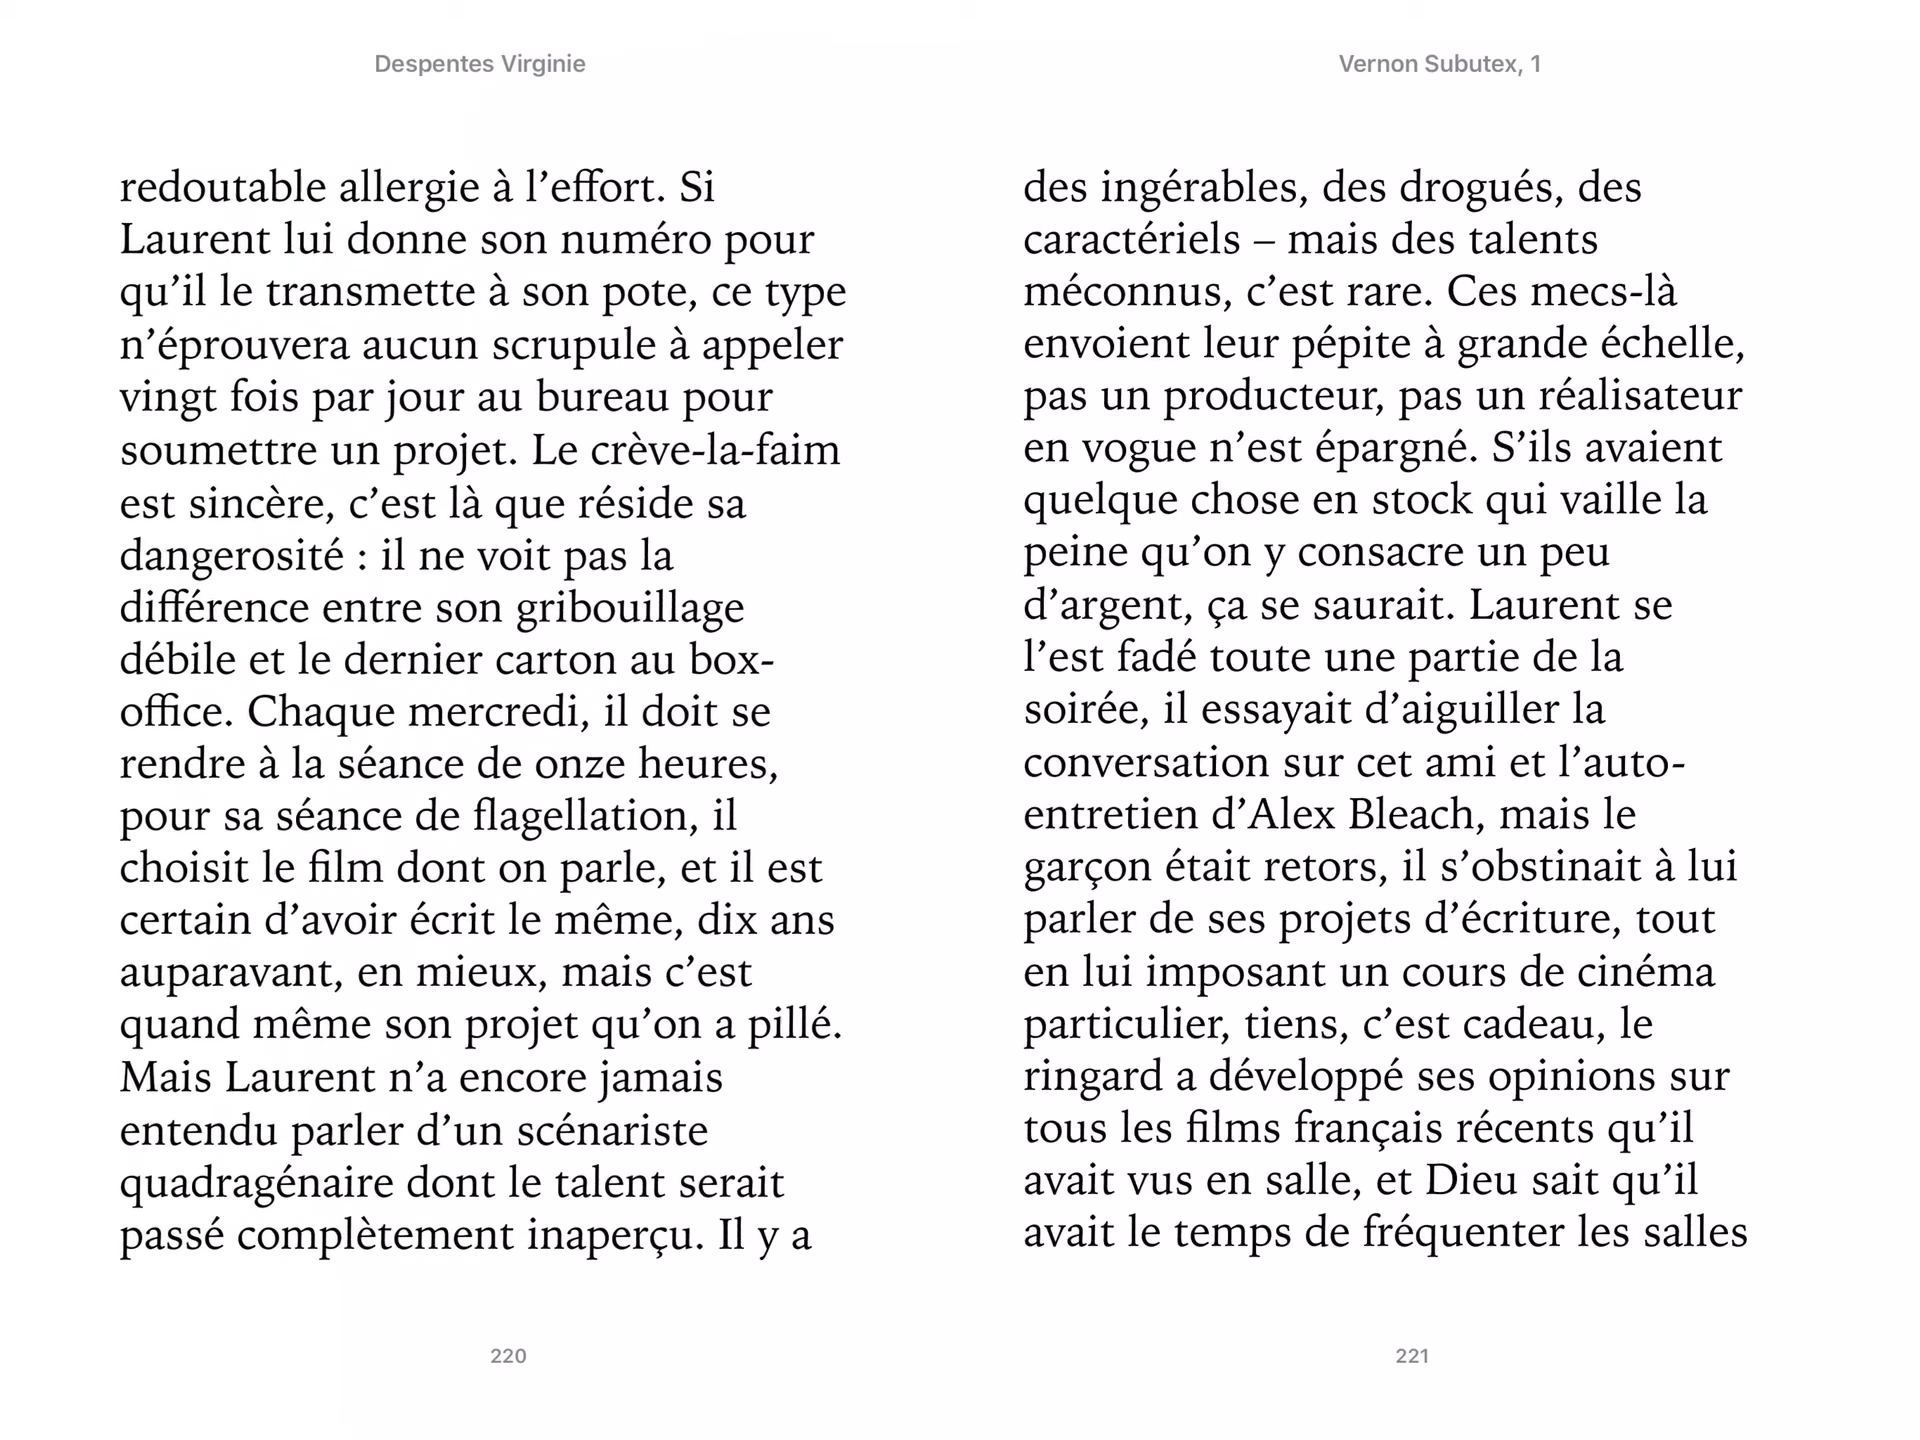 Despentes Virginie
redoutable allergie à l’effort. Si
Laurent lui donne son numéro pour
qu’il le transmette à son pote, ce type
n’éprouvera aucun scrupule à appeler
vingt fois par jour au bureau pour
soumettre un projet. Le crève-la-faim
est sincère, c’est là que réside sa
dangerosité : il ne voit pas la
différence entre son gribouillage
débile et le dernier carton au box-
office. Chaque mercredi, il doit se
rendre à la séance de onze heures,
pour sa séance de flagellation, il
choisit le film dont on parle, et il est
certain d’avoir écrit le même, dix ans
auparavant, en mieux, mais c’est
quand même son projet qu’on a pillé.
Mais Laurent n’a encore jamais
entendu parler d’un scénariste
quadragénaire dont le talent serait
passé complètement inaperçu. Il y a
220
Vernon Subutex, 1
des ingérables, des drogués, des
caractériels – mais des talents
méconnus, c’est rare. Ces mecs-là
envoient leur pépite à grande échelle,
pas un producteur, pas un réalisateur
en vogue n’est épargné. S’ils avaient
quelque chose en stock qui vaille la
peine qu’on y consacre un peu
d’argent, ça se saurait. Laurent se
l’est fadé toute une partie de la
soirée, il essayait d’aiguiller la
conversation sur cet ami et l’auto-
entretien d’Alex Bleach, mais le
garçon était retors, il s’obstinait à lui
parler de ses projets d’écriture, tout
en lui imposant un cours de cinéma
particulier, tiens, c’est cadeau, le
ringard a développé ses opinions sur
tous les films français récents qu’il
avait vus en salle, et Dieu sait qu’il
avait le temps de fréquenter les salles
221